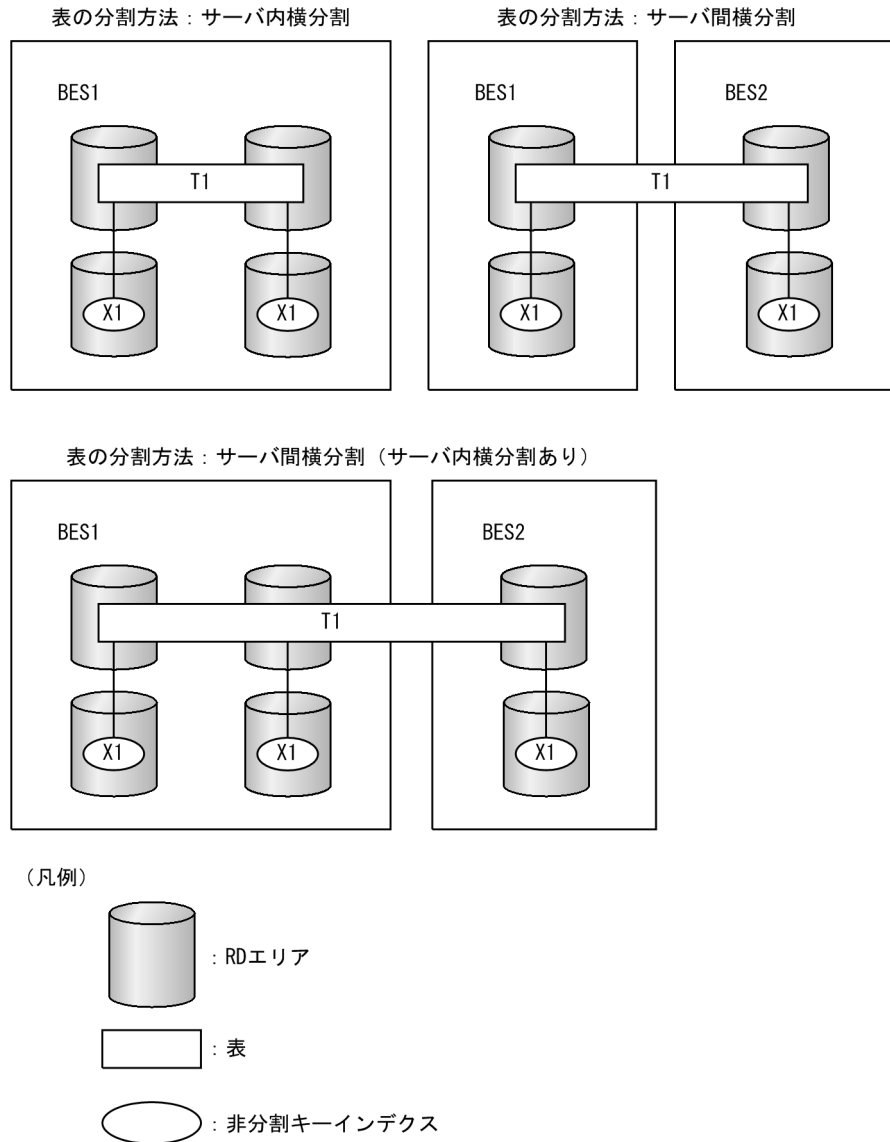 表の分割方法：サーバ内横分割
BES1
T1
X1 X1
表の分割方法：サーバ間横分割
BES1 BES2
T1
X1 X1
表の分割方法：サーバ間横分割（サーバ内横分割あり）
BES1 BES2
T1
X1 X1 X1
（凡例）
：RDエリア
：表
：非分割キーインデクス